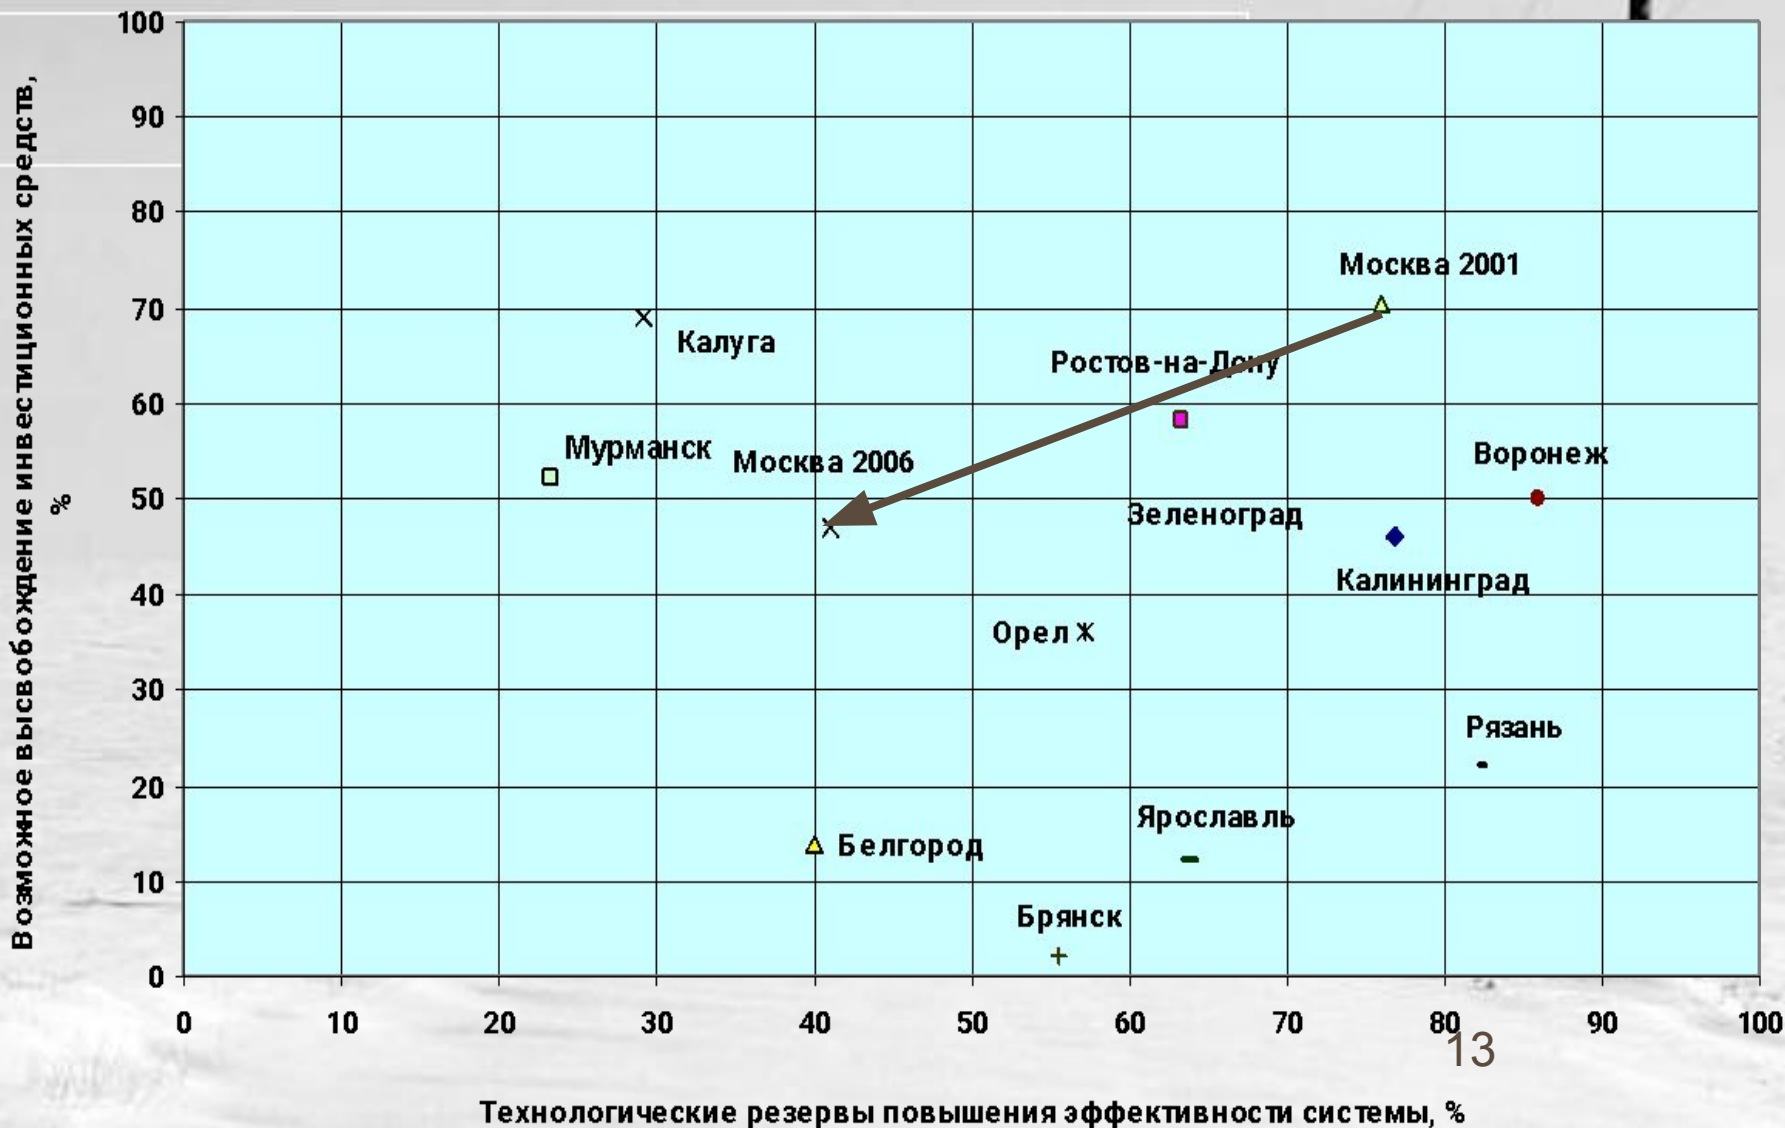 Возможное высвобождение инвестиционных средств,
%
100
90
80
70
60
50
40
30
20
10
0
Москва 2001
Калуга
Ростов-на-Дону
Мурманск
Москва 2006
Воронеж
Зеленоград
Калининград
Орел
Рязань
Ярославль
Белгород
Брянск
0 10 20 30 40 50 60 70 80 90 100
13
Технологические резервы повышения эффективности системы, %